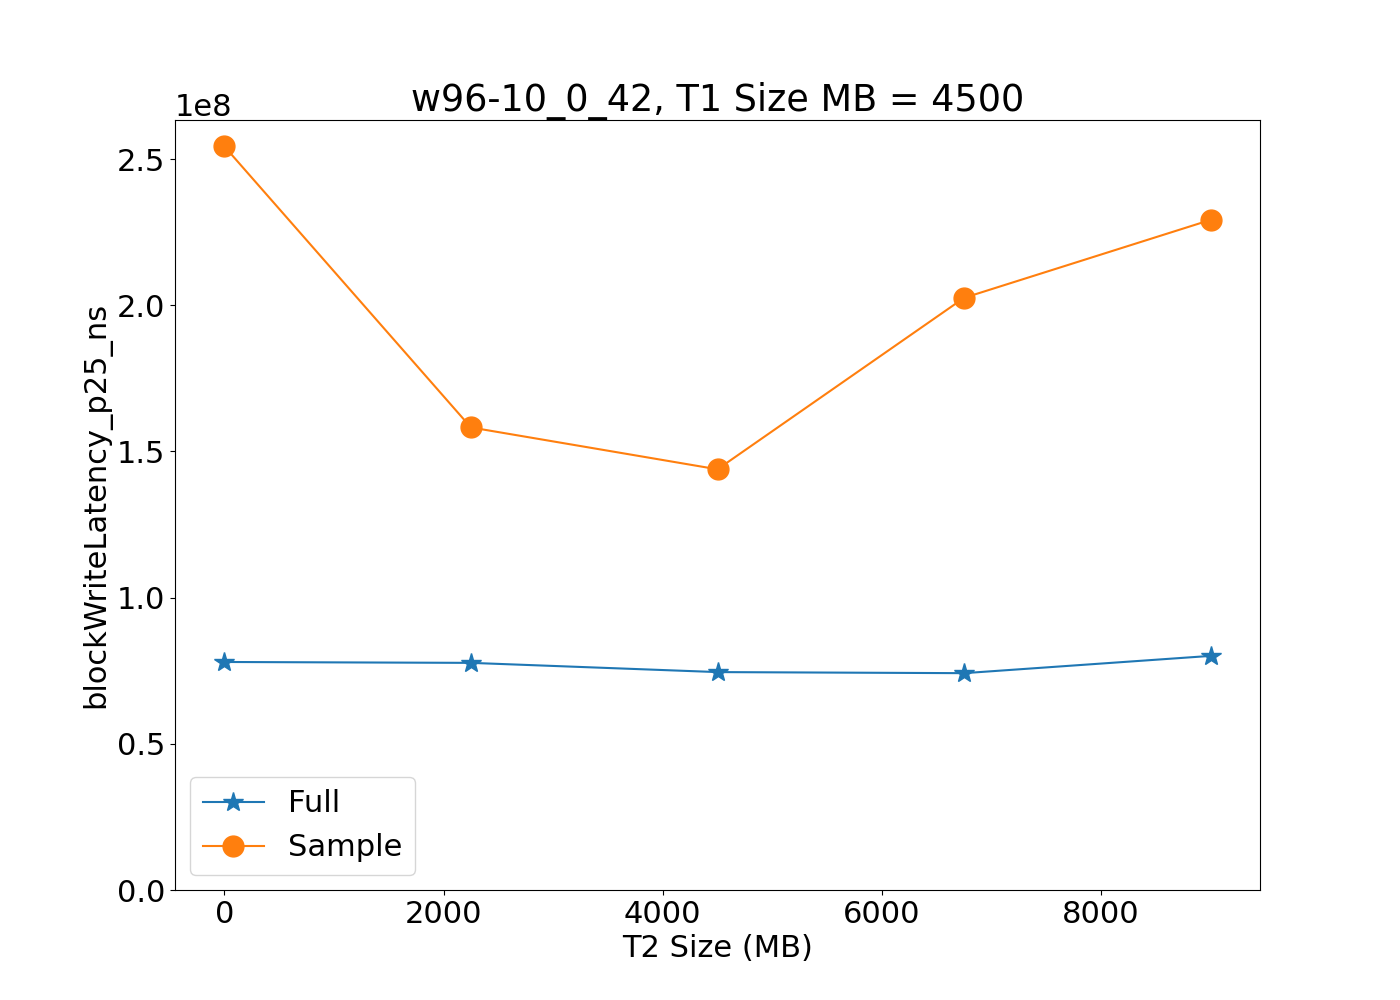 w96-10_0_42, T1 Size MB = 4500
1e8
2.5
2.0
1.5
1.0
0.5
0.0
blockWriteLatency_p25_ns
Full
Sample
0 2000 4000 6000 8000
T2 Size (MB)